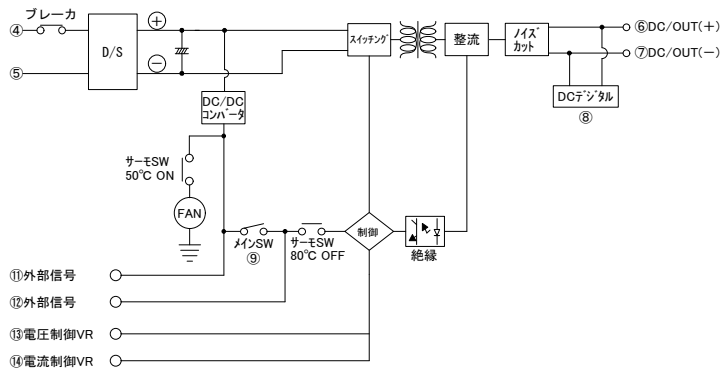 ブレーカ
④
⑤
D/S
＋
－
DC/DC
コンバータ
スイッチング
整流
ノイズ
カット
⑥DC/OUT(＋)
⑦DC/OUT(－)
DCデジタル
⑧
サーモSW
50℃ ON
FAN
メインSW
⑨
サーモSW
80℃ OFF
制御
絶縁
⑪外部信号
⑫外部信号
⑬電圧制御VR
⑭電流制御VR